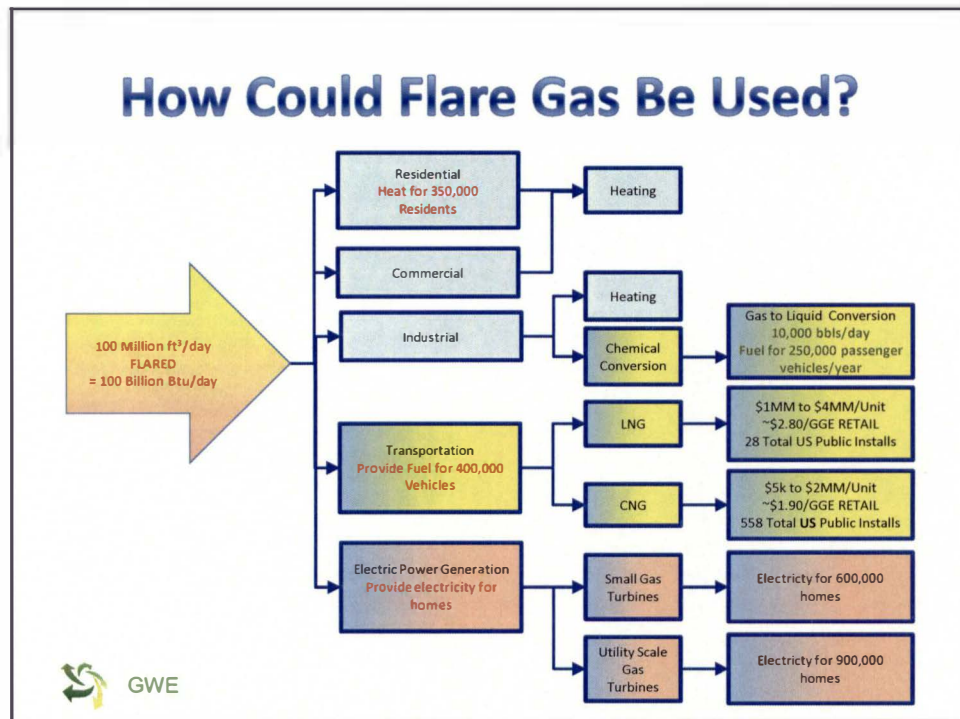 How Could Flare Gas Be Used?
100 Million ft³/day
FLARED
= 100 Billion Btu/day
Residential
Heat for 350,000
Residents
Heating
Commercial
Industrial
Heating
Chemical
Conversion
Gas to Liquid Conversion
10,000 bbls/day
Fuel for 250,000 passenger
vehicles/year
Transportation
Provide Fuel for 400,000
Vehicles
LNG
$1MM to $4MM/Unit
~$2.80/GGE RETAIL
28 Total US Public Installs
CNG
$5k to $2MM/Unit
~$1.90/GGE RETAIL
558 Total US Public Installs
Electric Power Generation
Provide electricity for
homes
Small Gas
Turbines
Electricity for 600,000
homes
Utility Scale
Gas
Turbines
Electricty for 900,000
homes
GWE